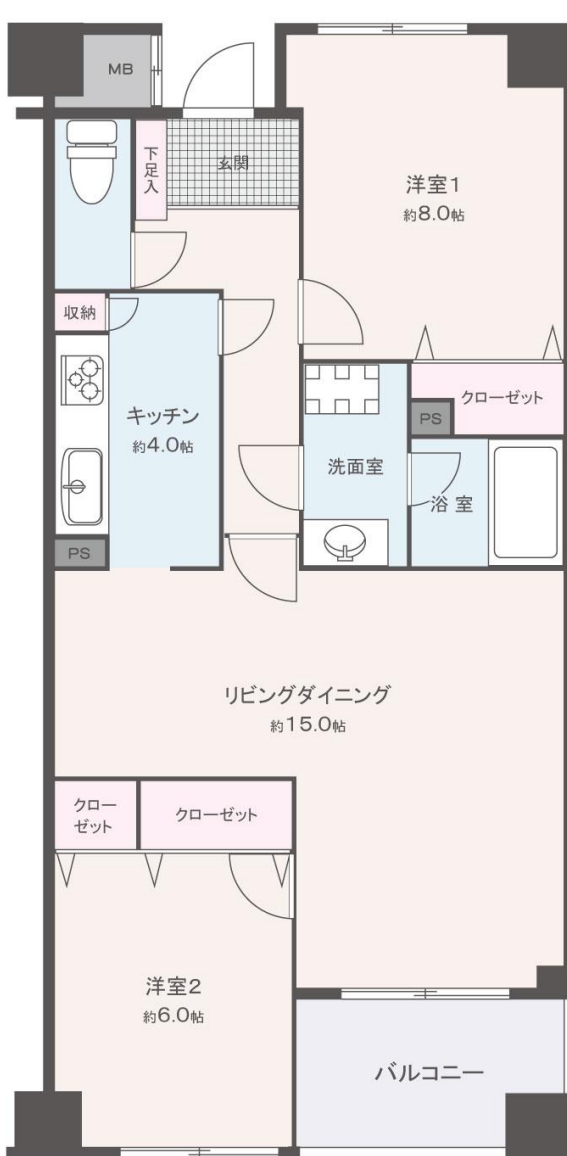 MB
下足入
玄関
洋室1
約8.0帖
収納
キッチン
約4.0帖
クローゼット
PS
洗面室
浴室
PS
リビングダイニング
約15.0帖
クロー
ゼット
クローゼット
洋室2
約6.0帖
バルコニー